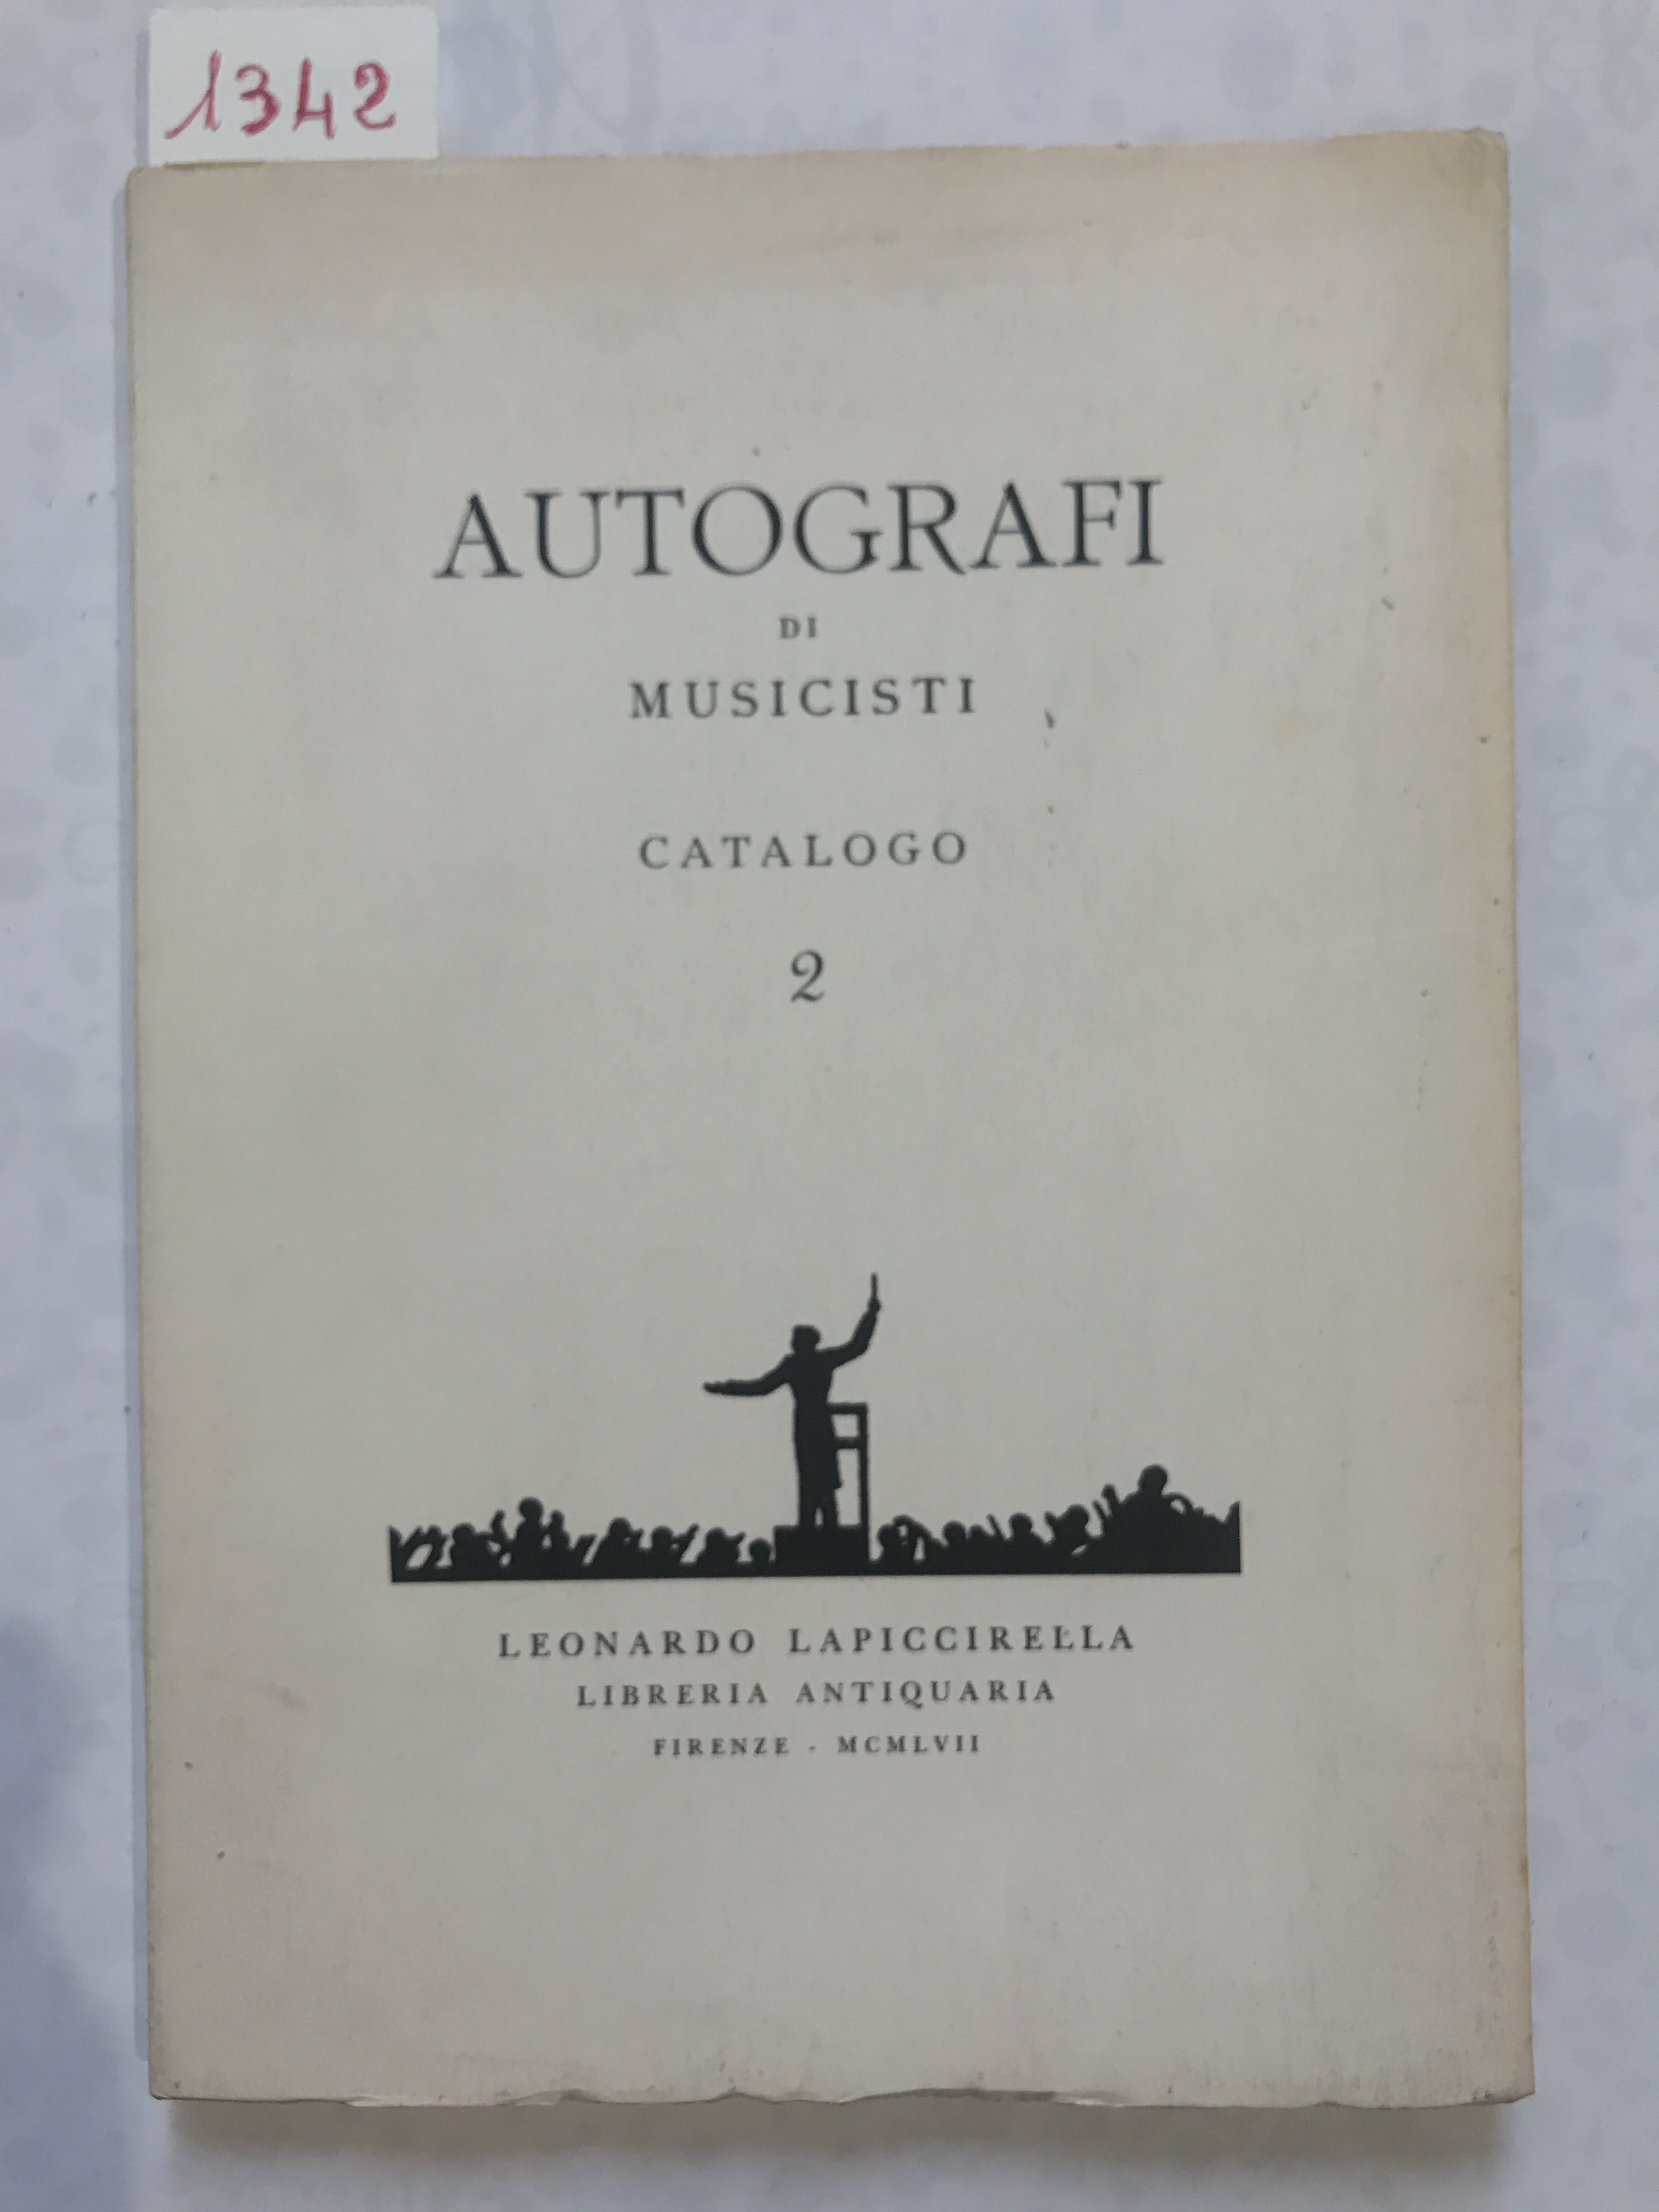 1342
AUTOGRAFI
DI
MUSICISTI
CATALOGO
2
LEONARDO LAPICCIRELLA
LIBRERIA ANTIQUARIA
FIRENZE - MCMLVII